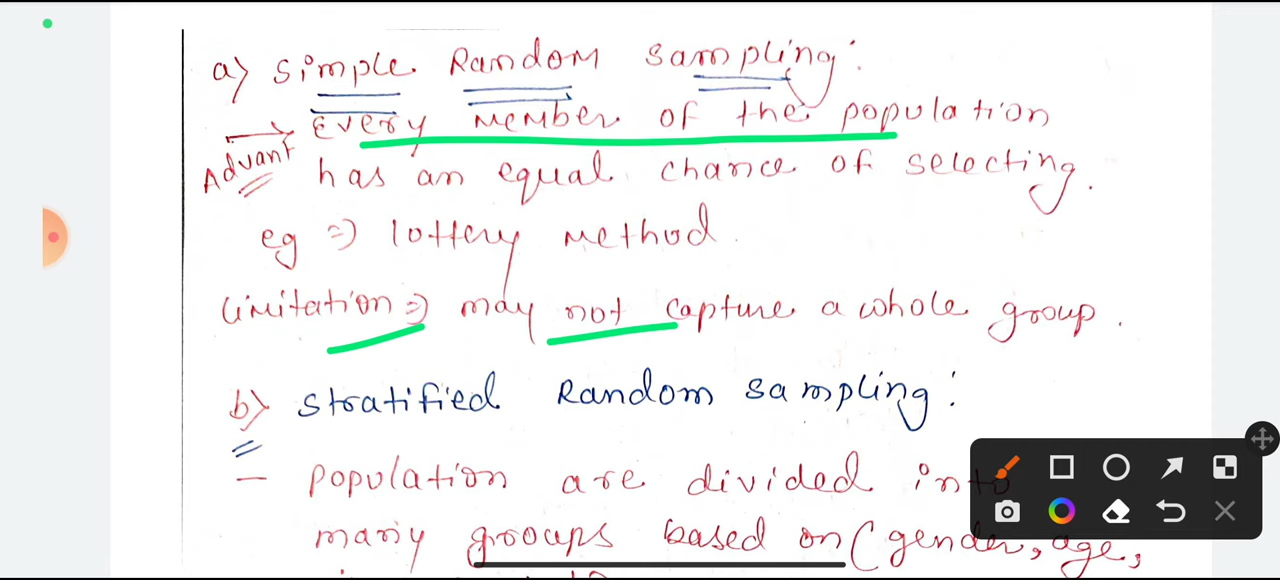 a) Simple Random sampling:
Advant → Every member of the population
has an equal chance of selecting.
eg => lottery method.
limitation => may not capture a whole group.
b) Stratified Random sampling:
- population are divided into
many groups based on (gender, age,